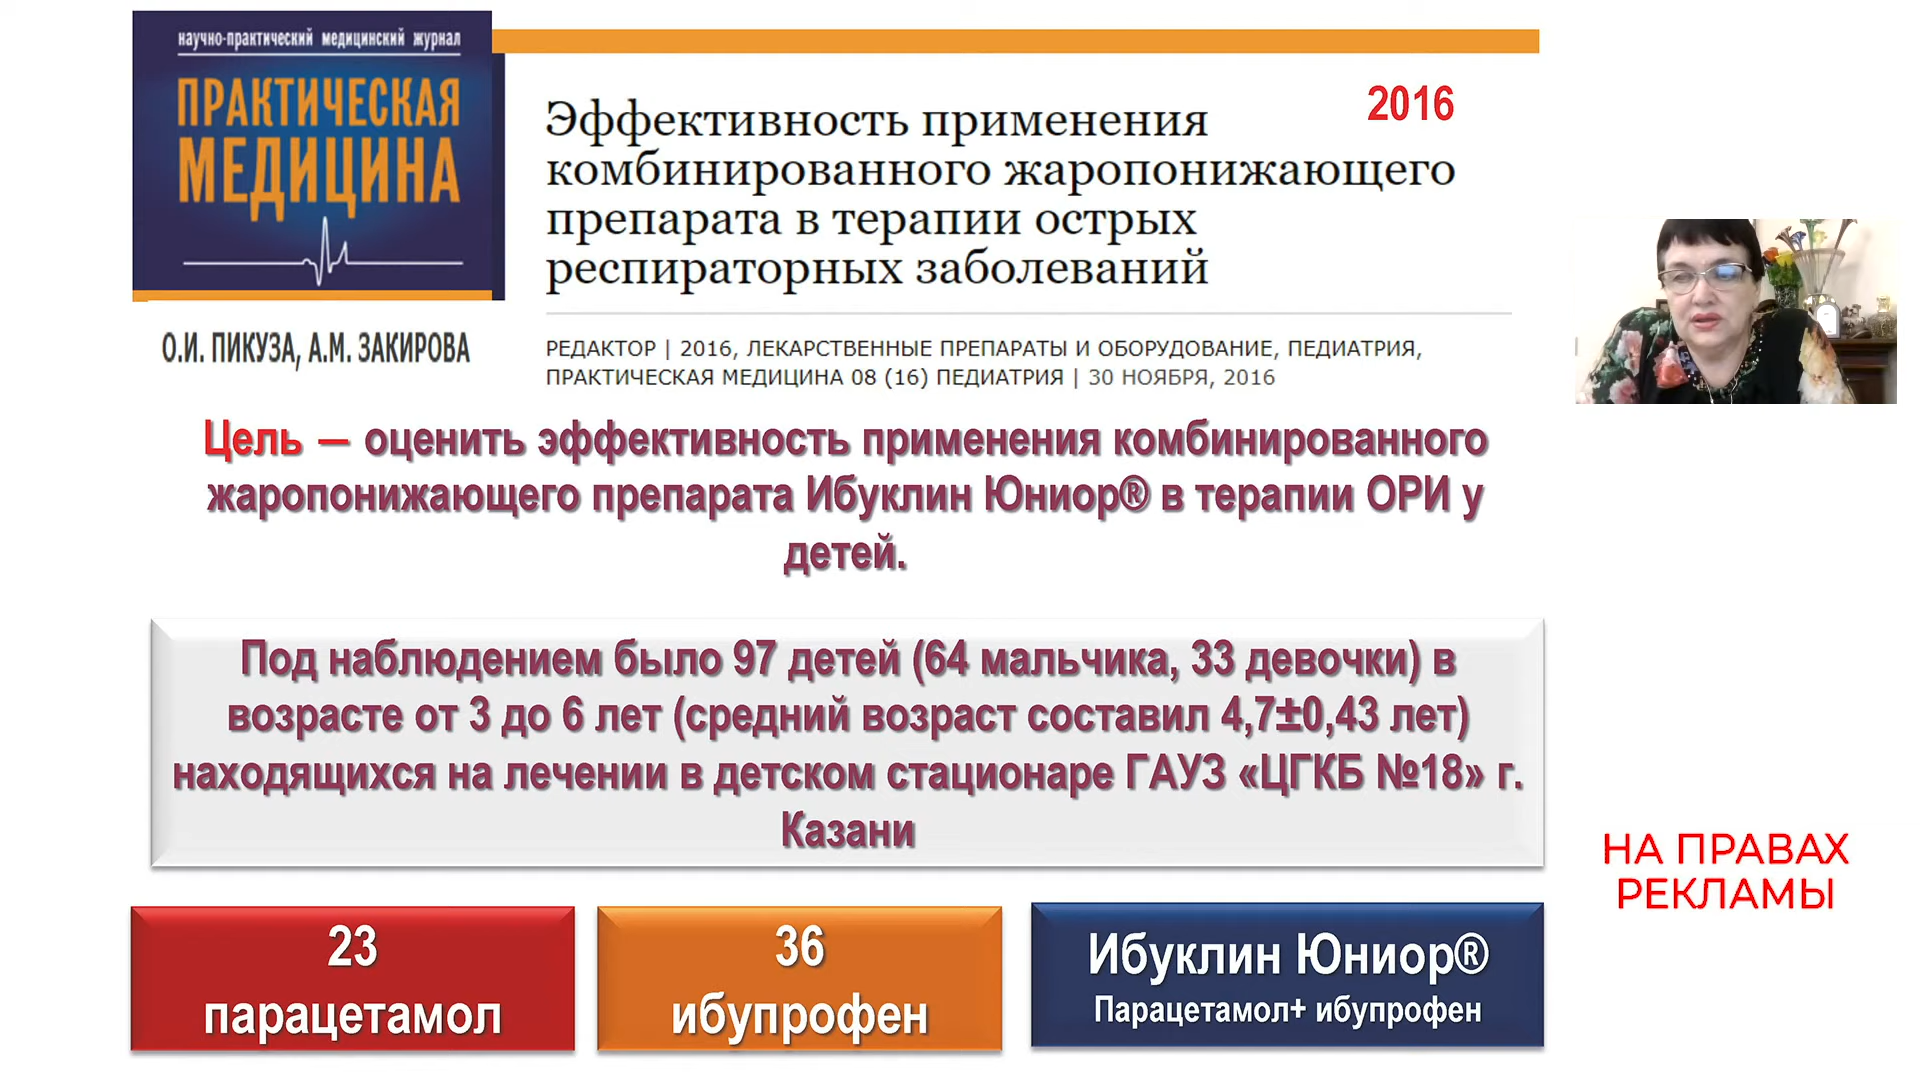 научно-практический медицинский журнал
ПРАКТИЧЕСКАЯ
МЕДИЦИНА
2016
Эффективность применения
комбинированного жаропонижающего
препарата в терапии острых
респираторных заболеваний
О.И. ПИКУЗА, А.М. ЗАКИРОВА
РЕДАКТОР | 2016, ЛЕКАРСТВЕННЫЕ ПРЕПАРАТЫ И ОБОРУДОВАНИЕ, ПЕДИАТРИЯ,
ПРАКТИЧЕСКАЯ МЕДИЦИНА 08 (16) ПЕДИАТРИЯ | 30 НОЯБРЯ, 2016
Цель — оценить эффективность применения комбинированного
жаропонижающего препарата Ибуклин Юниор® в терапии ОРИ у
детей.
Под наблюдением было 97 детей (64 мальчика, 33 девочки) в
возрасте от 3 до 6 лет (средний возраст составил 4,7±0,43 лет)
находящихся на лечении в детском стационаре ГАУЗ «ЦГКБ №18» г.
Казани
23
парацетамол
36
ибупрофен
Ибуклин Юниор®
Парацетамол+ ибупрофен
НА ПРАВАХ
РЕКЛАМЫ